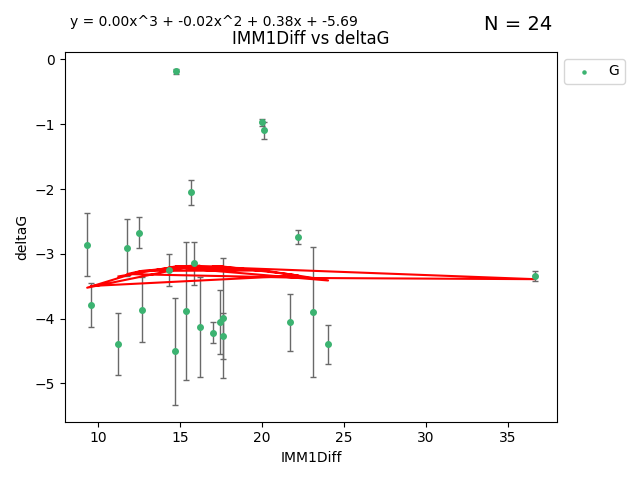 y = 0.00x^3 + -0.02x^2 + 0.38x + -5.69
N = 24
IMM1Diff vs deltaG
G
deltaG
0
−1
−2
−3
−4
−5
10 15 20 25 30 35
IMM1Diff